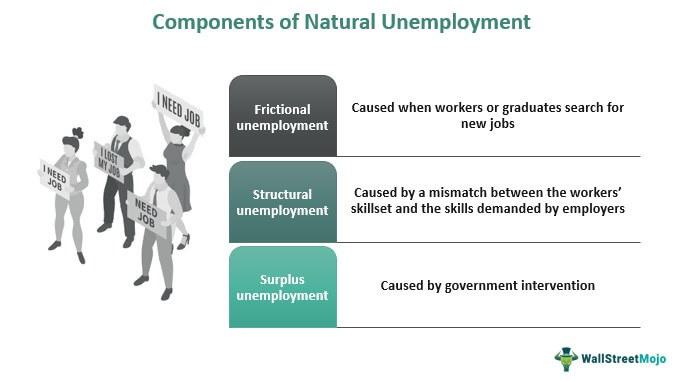 Components of Natural Unemployment
I NEED JOB
I LOST
MY JOB
I NEED
JOB
NEED
JOB
Frictional
unemployment
Caused when workers or graduates search for
new jobs
Structural
unemployment
Caused by a mismatch between the workers’
skillset and the skills demanded by employers
Surplus
unemployment
Caused by government intervention
WallStreetMojo